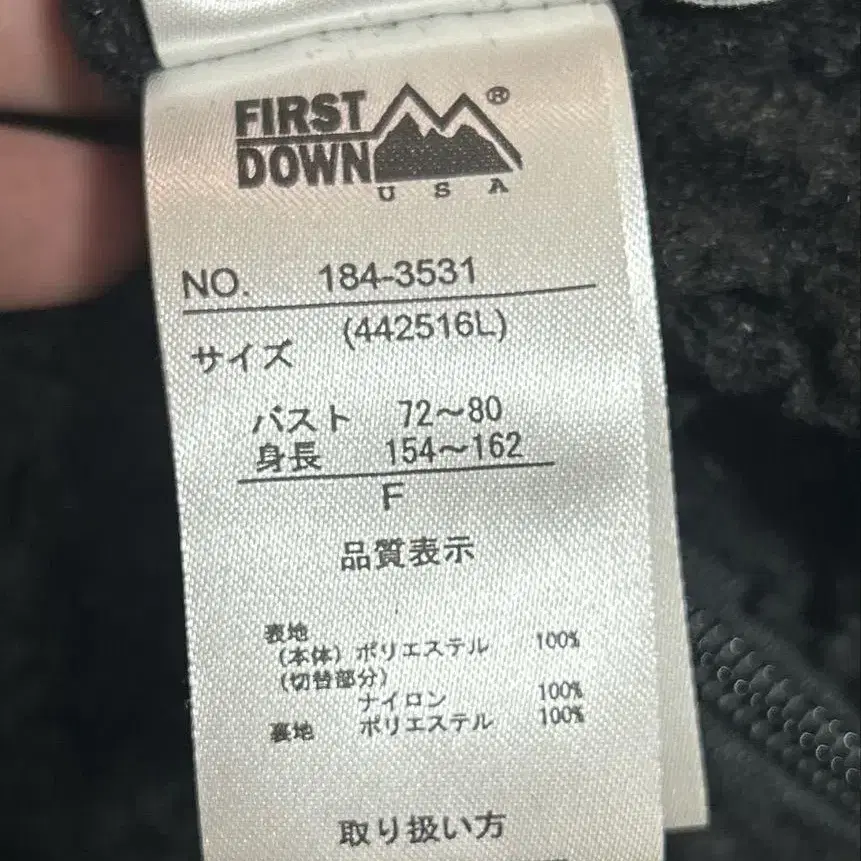 FIRST
DOWN
USA
®
NO. 184-3531
(442516L)
サイズ
バスト 72～80
身長 154～162
F
品質表示
表地
(本体) ポリエステル 100%
(切替部分)
ナイロン 100%
裏地 ポリエステル 100%
取り扱い方